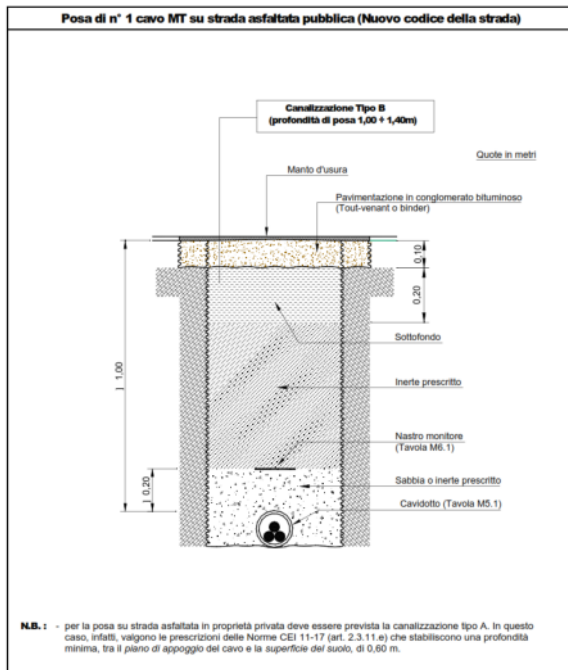 Posa di n° 1 cavo MT su strada asfaltata pubblica (Nuovo codice della strada)
Canalizzazione Tipo B
(profondità di posa 1,00 ÷ 1,40m)
Quote in metri
Manto d'usura
Pavimentazione in conglomerato bituminoso
(Tout-venant o binder)
0,10
0,20
Sottofondo
1,00
Inerte prescritto
Nastro monitore
(Tavola M6.1)
0,20
Sabbia o inerte prescritto
Cavidotto (Tavola M5.1)
N.B. : - per la posa su strada asfaltata in proprietà privata deve essere prevista la canalizzazione tipo A. In questo
caso, infatti, valgono le prescrizioni delle Norme CEI 11-17 (art. 2.3.11.e) che stabiliscono una profondità
minima, tra il piano di appoggio del cavo e la superficie del suolo, di 0,60 m.